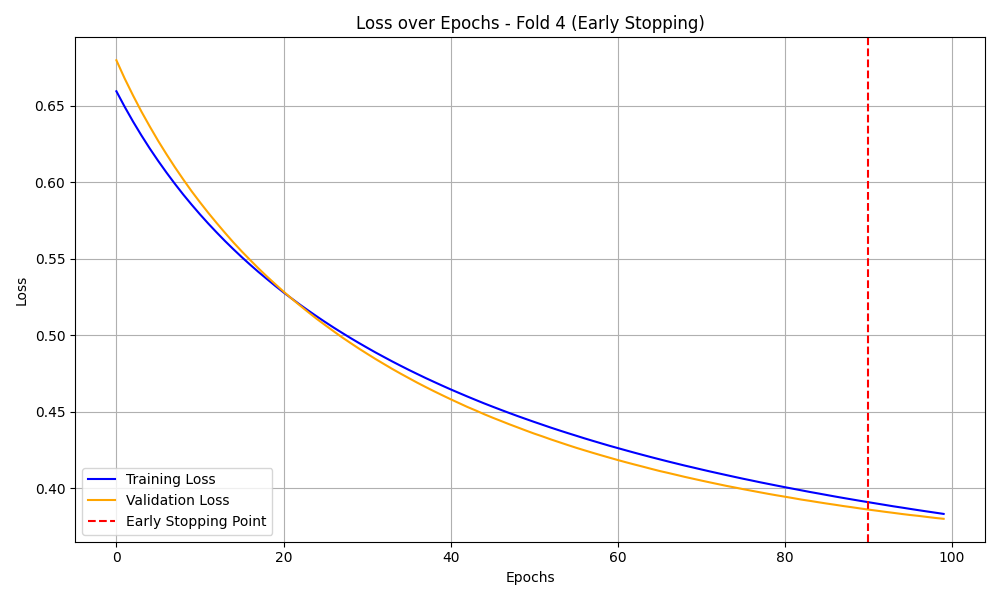 Loss over Epochs - Fold 4 (Early Stopping)
Loss
0.65
0.60
0.55
0.50
0.45
0.40
Training Loss
Validation Loss
Early Stopping Point
0 20 40 60 80 100
Epochs